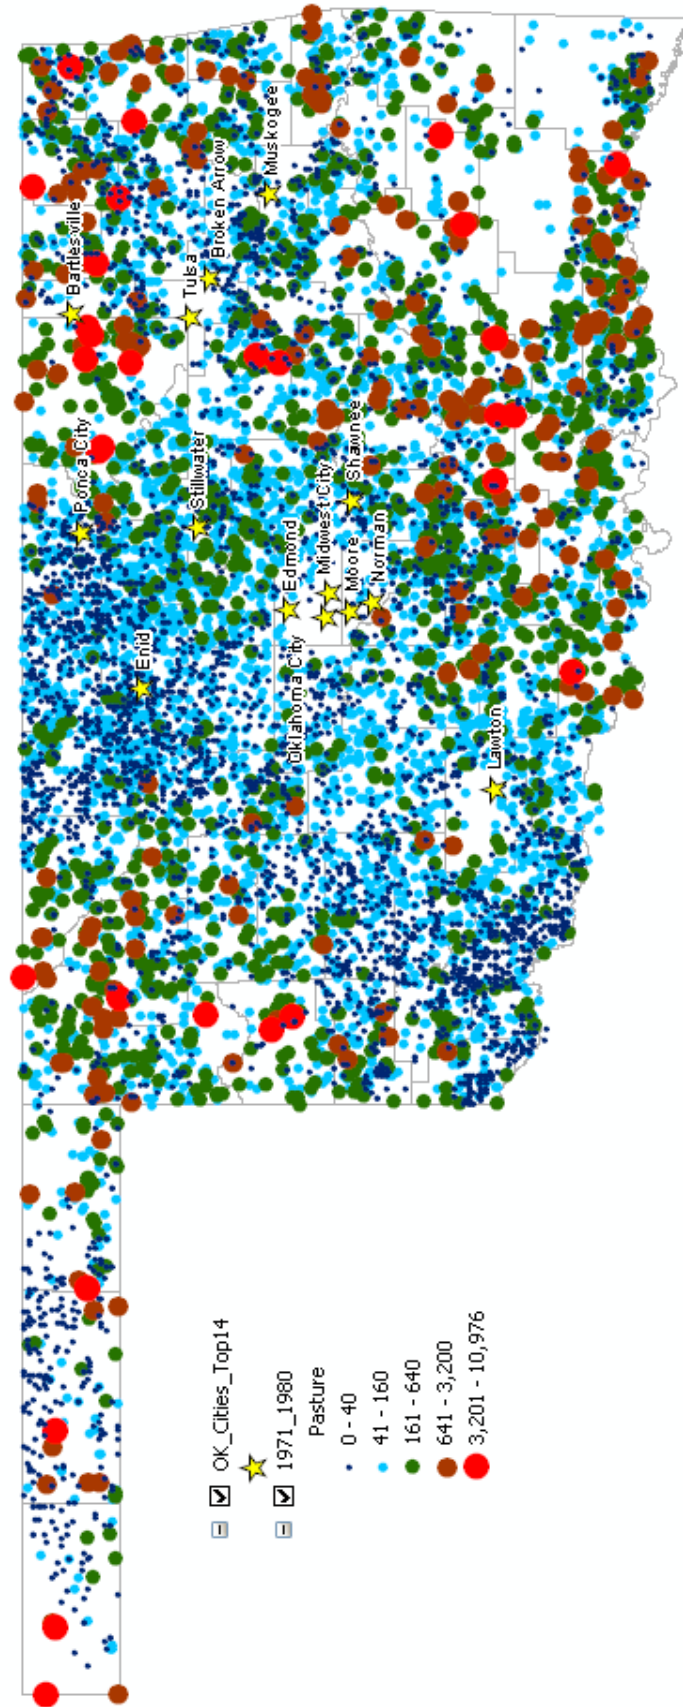 Bartlesville
Ponca City
Enid
Tulsa
Broken Arrow
Stillwater
Muskogee
Edmond
Oklahoma City
Midwest City
Moore
Shawnee
Norman
Lawton
OK_Cities_Top14
1971_1980
Pasture
0 - 40
41 - 160
161 - 640
641 - 3,200
3,201 - 10,976